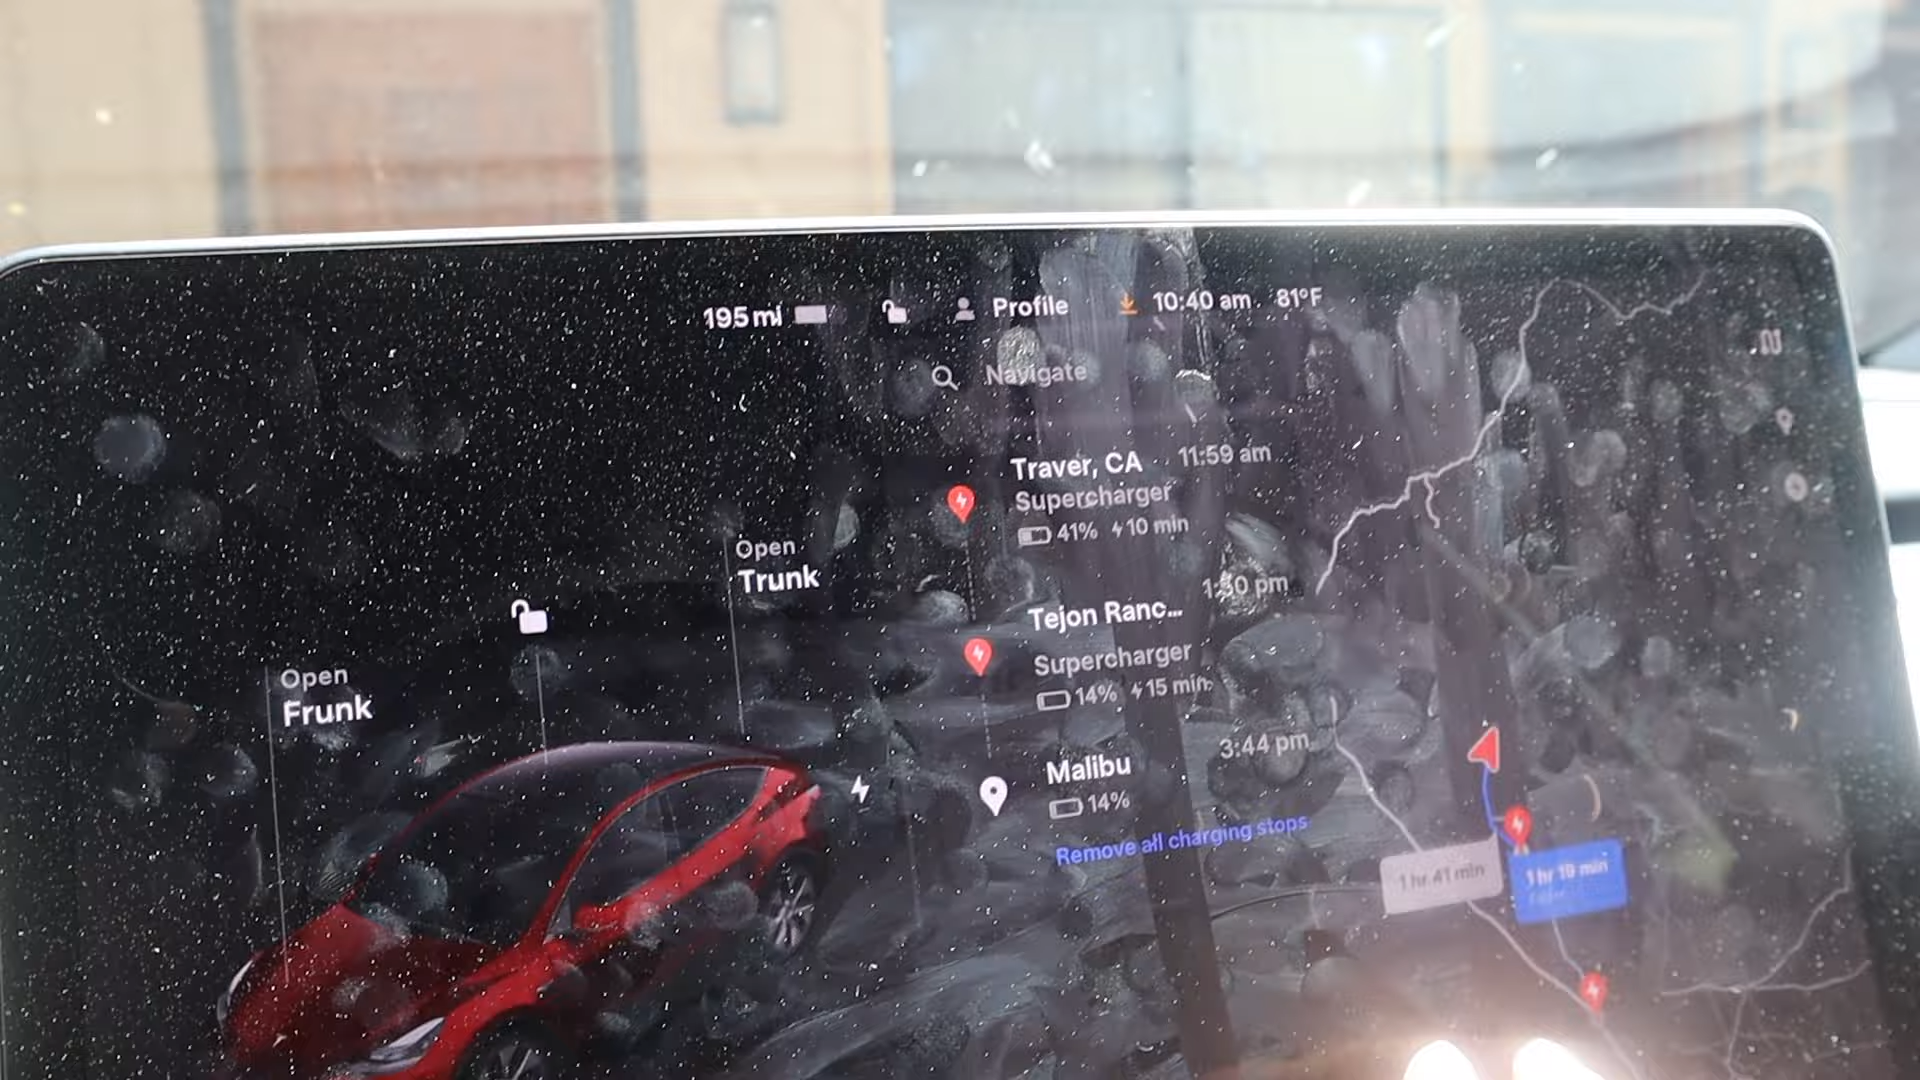 195 mi
Profile
10:40 am
81°F
Navigate
Traver, CA
11:59 am
Supercharger
41%
10 min
Open
Trunk
Tejon Ranc...
1:30 pm
Supercharger
14%
15 min
Open
Frunk
Malibu
3:44 pm
14%
Remove all charging stops
1 hr 41 min
1 hr 19 min